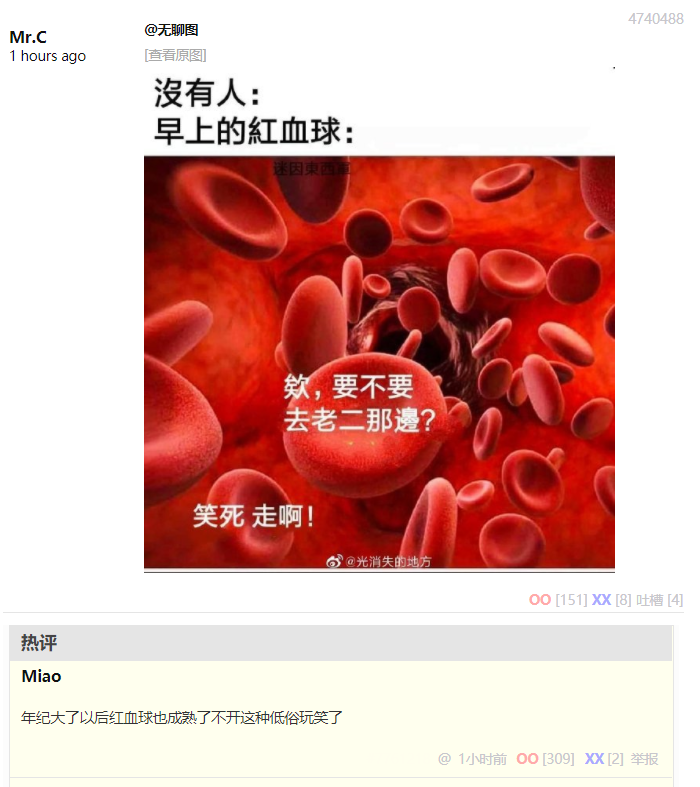 4740488
Mr.C
1 hours ago
@无聊图
[查看原图]
沒有人：
早上的紅血球：
迷因東西軍
欸，要不要
去老二那邊？
笑死 走啊！
@光消失的地方
OO [151] XX [8] 吐槽 [4]
热评
Miao
年纪大了以后红血球也成熟了不开这种低俗玩笑了
@ 1小时前 OO [309] XX [2] 举报